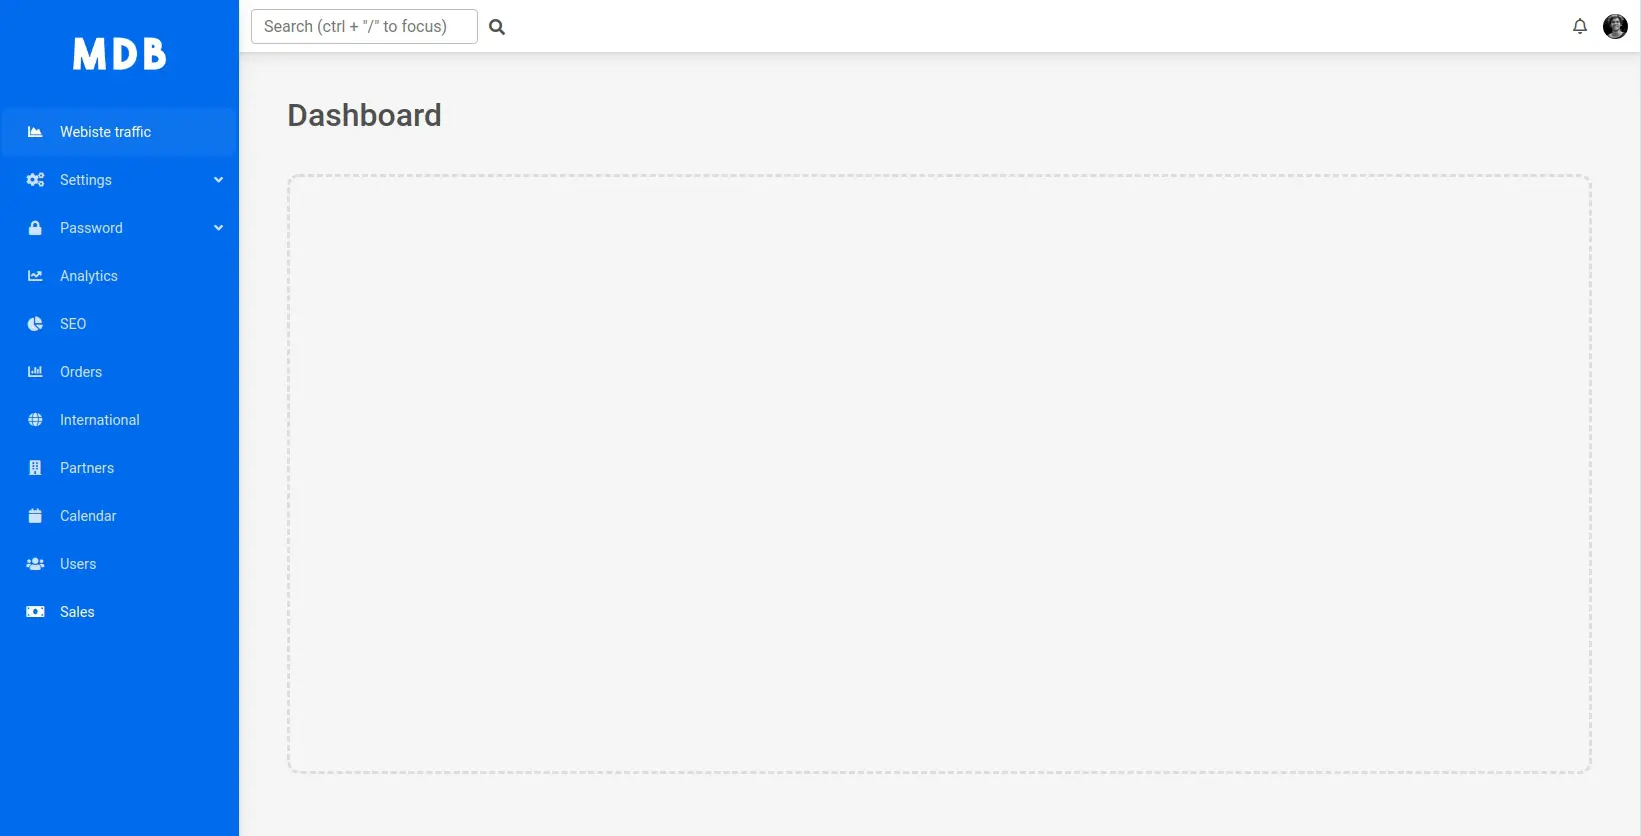 MDB
Search (ctrl + "/" to focus)
Dashboard
Webiste traffic
Settings
Password
Analytics
SEO
Orders
International
Partners
Calendar
Users
Sales